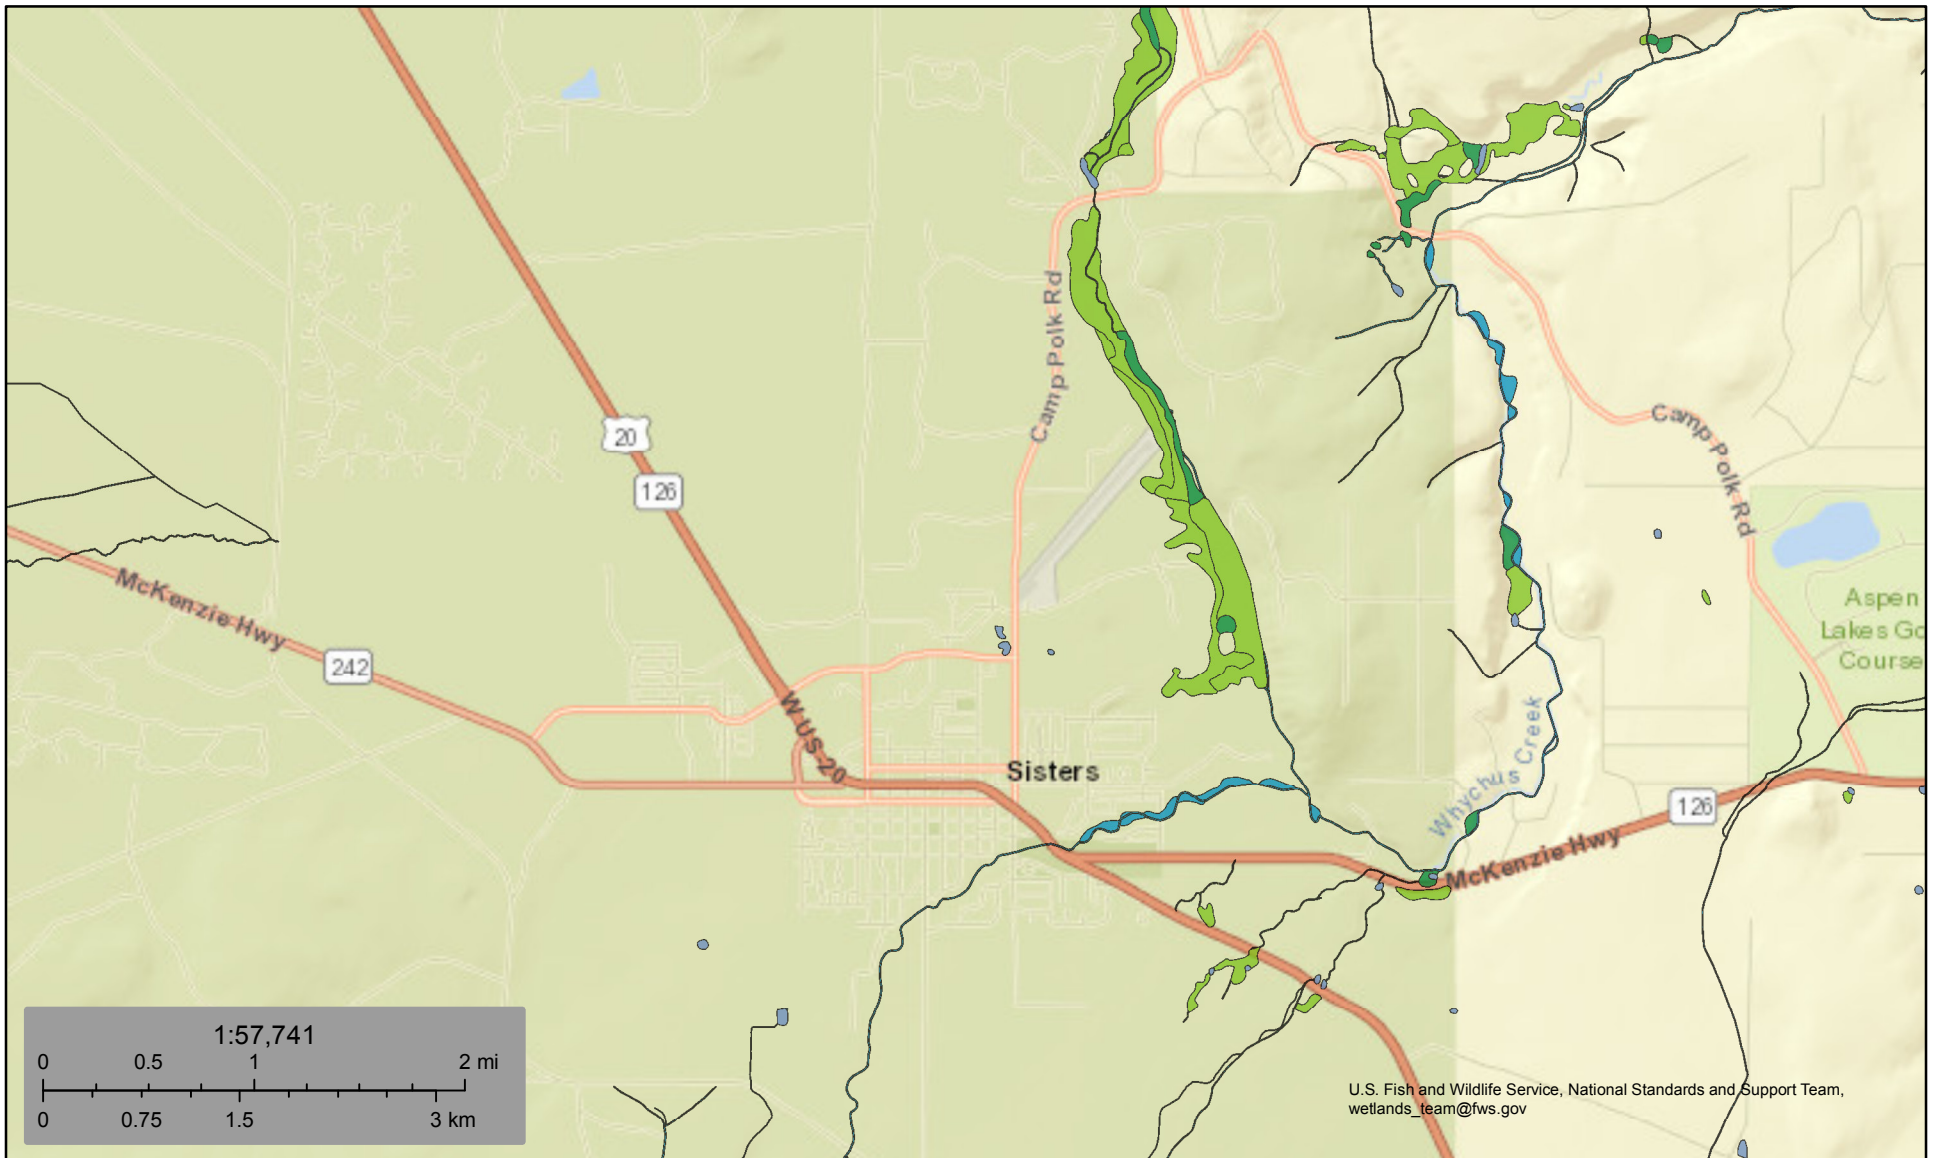 20
126
Camp Polk Rd
Camp Polk Rd
McKenzie Hwy
242
Aspen
Lakes Go
Course
W US-20
Sisters
Whychus Creek
126
McKenzie Hwy
1:57,741
0 0.5 1 2 mi
0 0.75 1.5 3 km
U.S. Fish and Wildlife Service, National Standards and Support Team,
wetlands_team@fws.gov